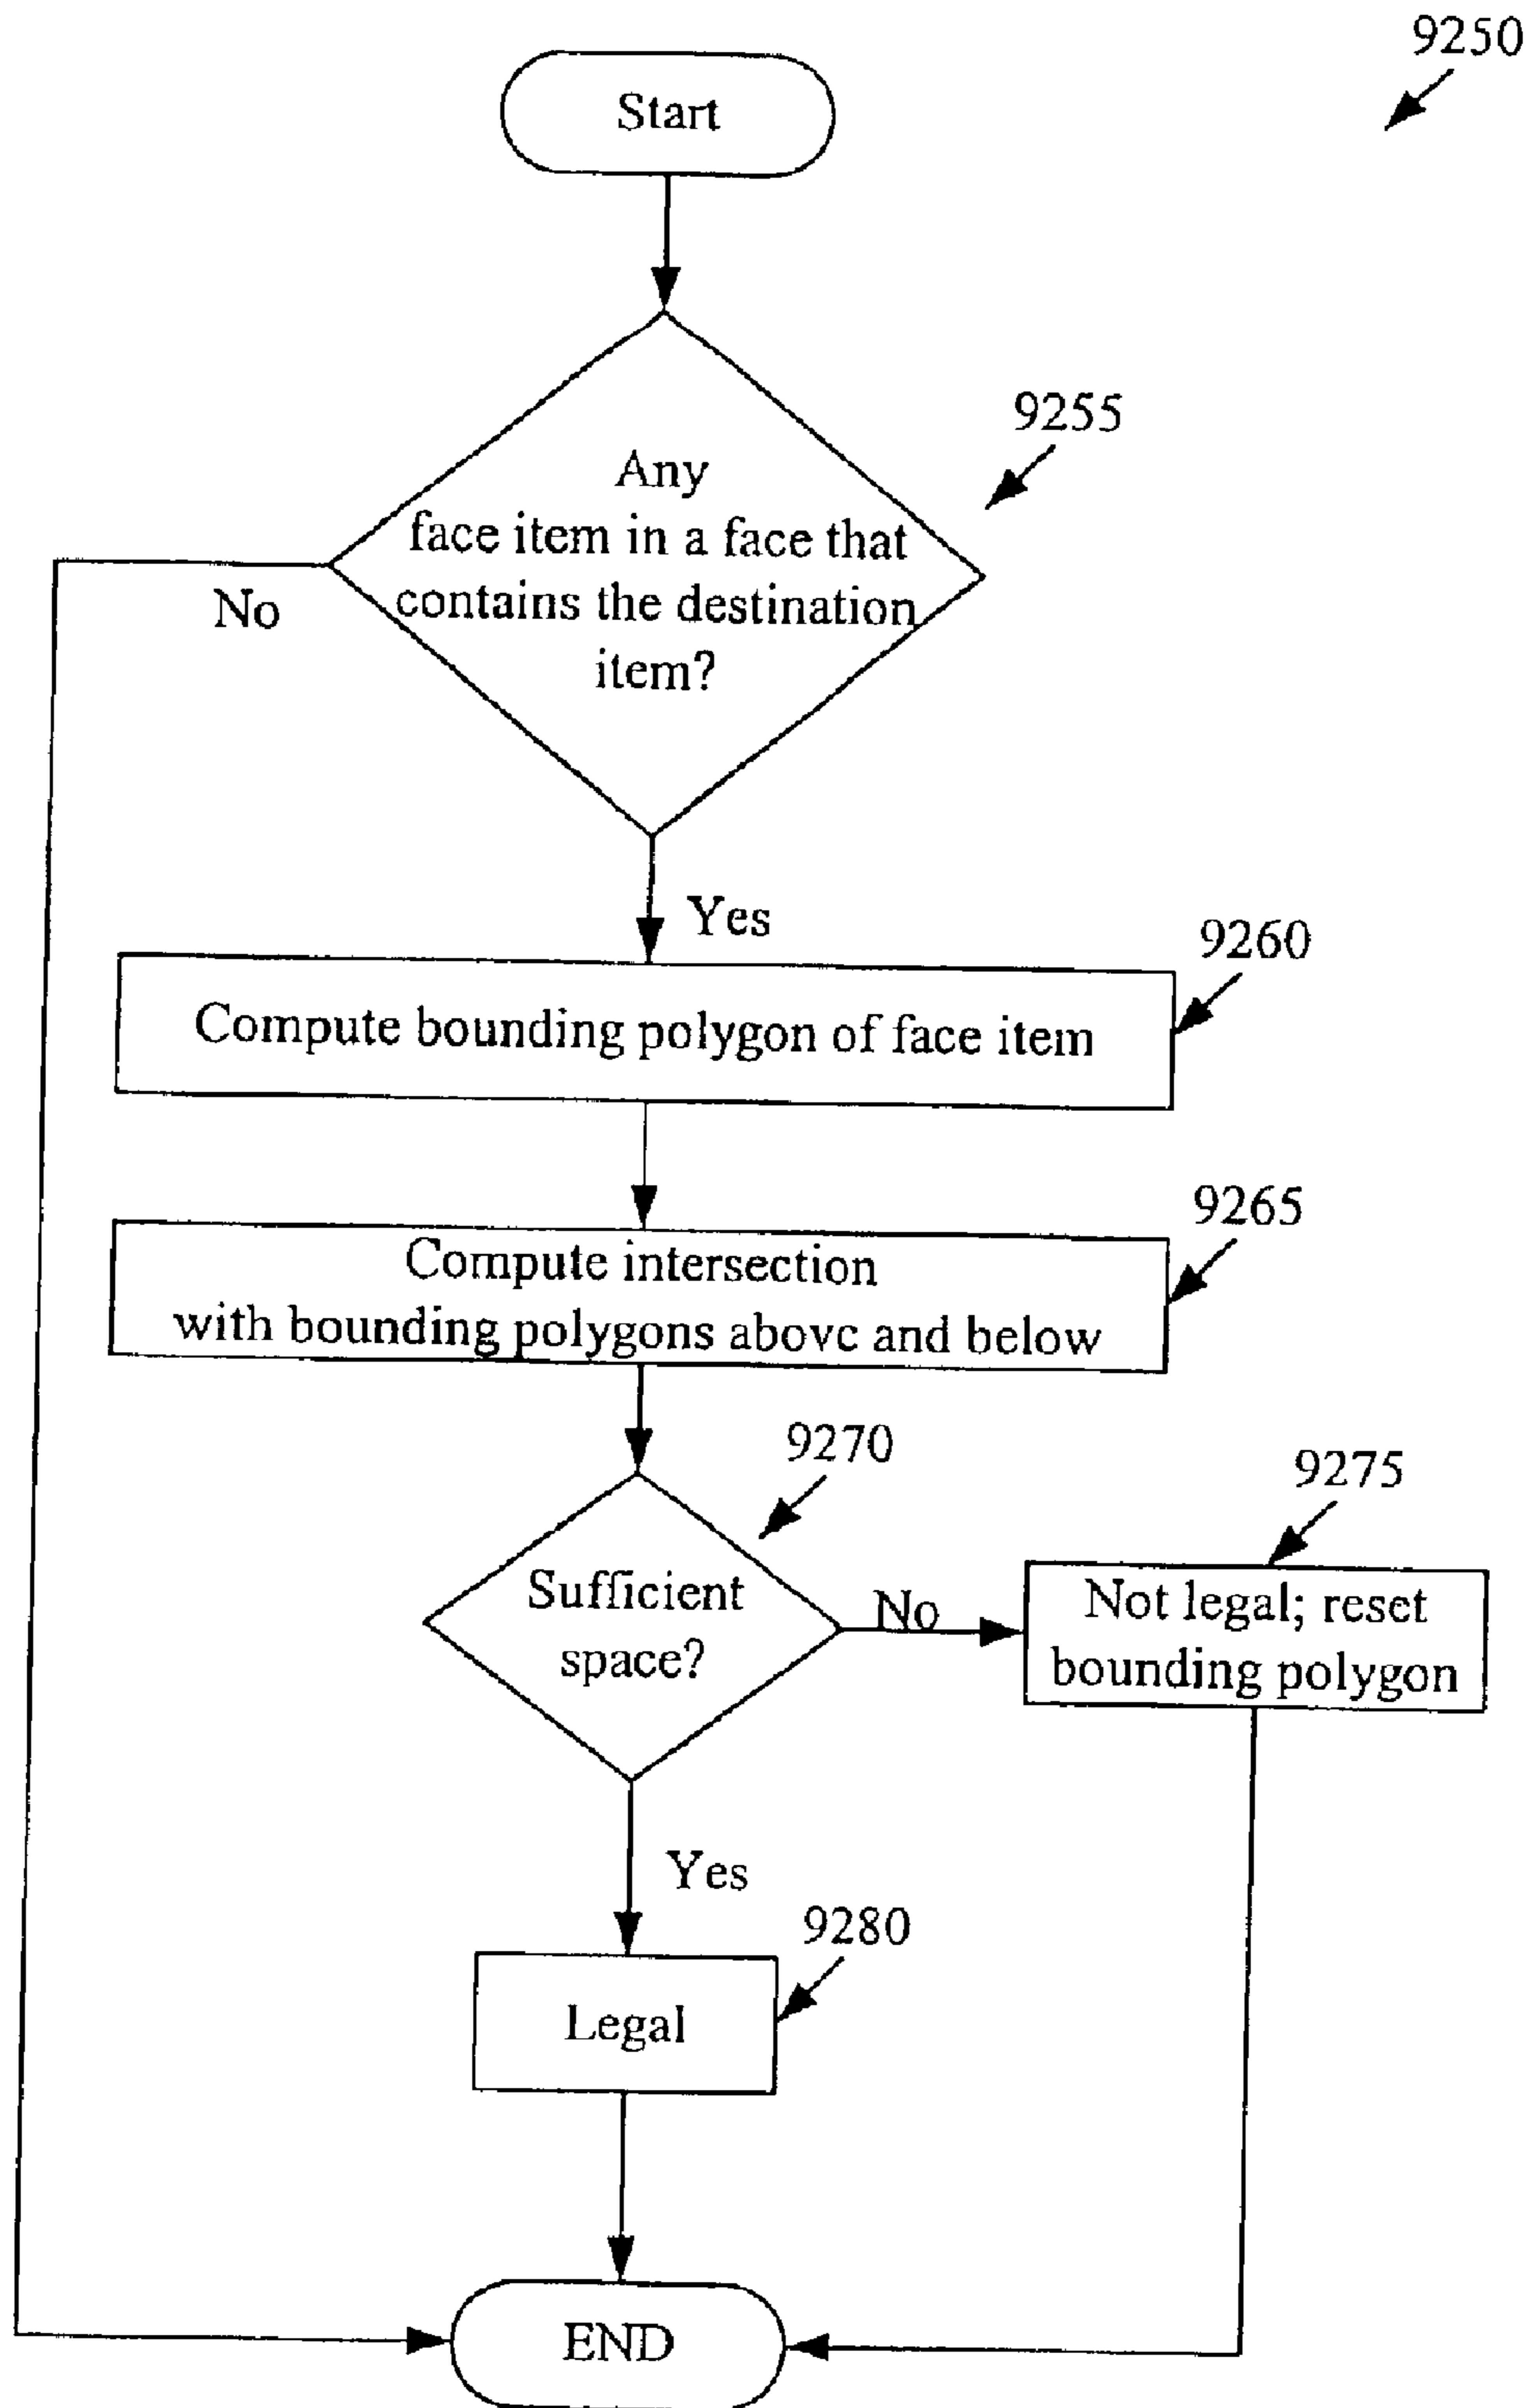 9250
Start
9255
Any
face item in a face that
contains the destination
item?
No
Yes
9260
Compute bounding polygon of face item
9265
Compute intersection
with bounding polygons above and below
9270
9275
Sufficient
space?
No
Not legal; reset
bounding polygon
Yes
9280
Legal
END